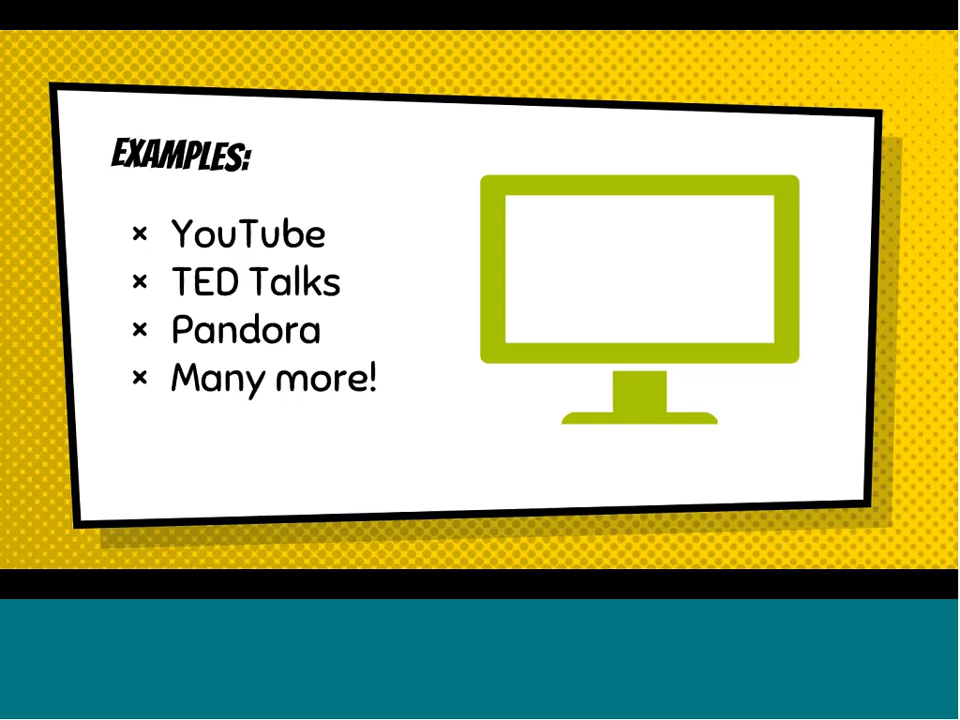 EXAMPLES:
× YouTube
× TED Talks
× Pandora
× Many more!